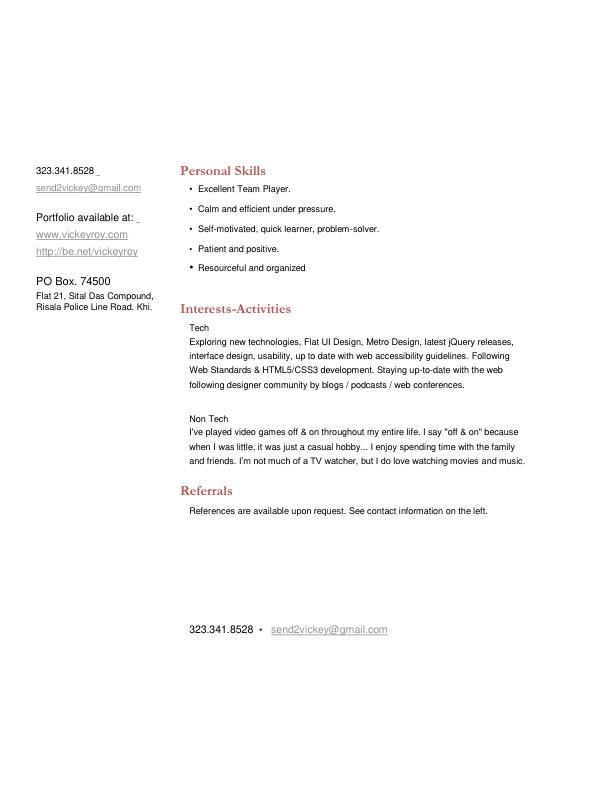 323.341.8528
send2vickey@gmail.com
Portfolio available at:
www.vickeyroy.com
http://be.net/vickeyroy
PO Box. 74500
Flat 21, Sital Das Compound,
Risala Police Line Road. Khi.
Personal Skills
• Excellent Team Player.
• Calm and efficient under pressure.
• Self-motivated, quick learner, problem-solver.
• Patient and positive.
• Resourceful and organized
Interests-Activities
Tech
Exploring new technologies, Flat UI Design, Metro Design, latest jQuery releases,
interface design, usability, up to date with web accessibility guidelines. Following
Web Standards & HTML5/CSS3 development. Staying up-to-date with the web
following designer community by blogs / podcasts / web conferences.
Non Tech
I've played video games off & on throughout my entire life. I say "off & on" because
when I was little, it was just a casual hobby... I enjoy spending time with the family
and friends. I'm not much of a TV watcher, but I do love watching movies and music.
Referrals
References are available upon request. See contact information on the left.
323.341.8528 • send2vickey@gmail.com